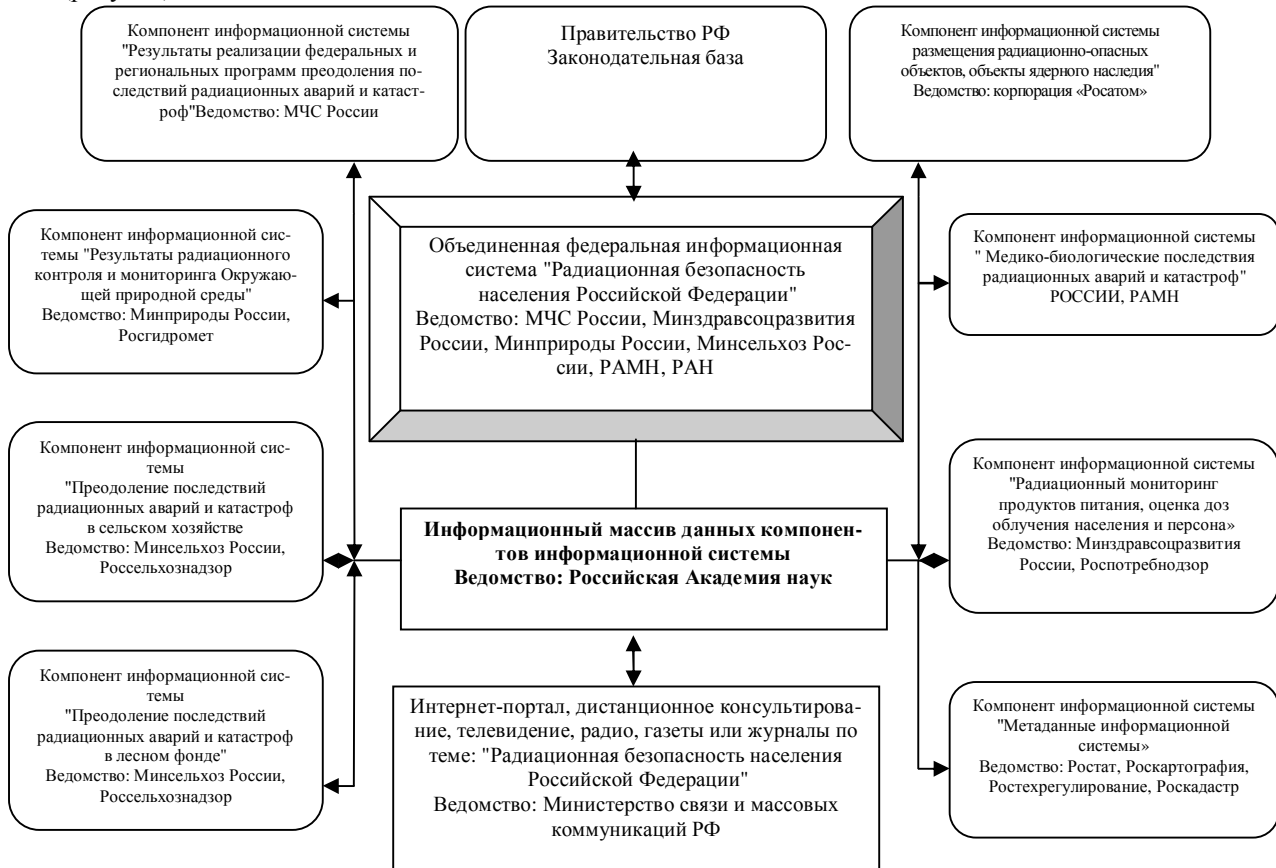 Компонент информационной системы
"Результаты реализации федеральных и
региональных программ преодоления по-
следствий радиационных аварий и катаст-
роф"Ведомство: МЧС России
Правительство РФ
Законодательная база
Компонент информационной системы
размещения радиационно-опасных
объектов, объекты ядерного наследия"
Ведомство: корпорация «Росатом»
Компонент информационной сис-
темы "Результаты радиационного
контроля и мониторинга Окружаю-
щей природной среды"
Ведомство: Минприроды России,
Росгидромет
Объединенная федеральная информационная
система "Радиационная безопасность
населения Российской Федерации"
Ведомство: МЧС России, Минздравсоцразвития
России, Минприроды России, Минсельхоз Рос-
сии, РАМН, РАН
Компонент информационной системы
" Медико-биологические последствия
радиационных аварий и катастроф"
РОССИИ, РАМН
Компонент информационной сис-
темы
"Преодоление последствий
радиационных аварий и катастроф
в сельском хозяйстве
Ведомство: Минсельхоз России,
Россельхознадзор
Информационный массив данных компонен-
тов информационной системы
Ведомство: Российская Академия наук
Компонент информационной системы
"Радиационный мониторинг
продуктов питания, оценка доз
облучения населения и персона»
Ведомство: Минздравсоцразвития
России, Роспотребнодзор
Компонент информационной сис-
темы
"Преодоление последствий
радиационных аварий и катастроф
в лесном фонде"
Ведомство: Минсельхоз России,
Россельхознадзор
Интернет-портал, дистанционное консультирова-
ние, телевидение, радио, газеты или журналы по
теме: "Радиационная безопасность населения
Российской Федерации"
Ведомство: Министерство связи и массовых
коммуникаций РФ
Компонент информационной системы
"Метаданные информационной
системы»
Ведомство: Ростат, Роскартография,
Ростехрегулирование, Роскадастр